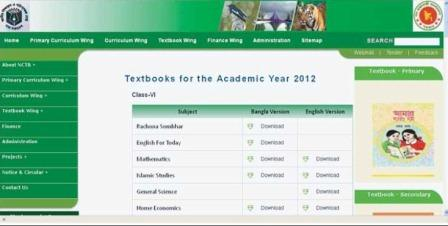 Home Primary Curriculum Wing Curriculum Wing Textbook Wing Finance Wing Administration Sitemap SEARCH
Webmail | Tender | Feedback
About NCTB »
Primary Curriculum Wing »
Curriculum Wing »
Textbook Wing »
Finance
Administration
Projects »
Notice & Circular »
Contact Us
Textbooks for the Academic Year 2012
Class-VI
Subject Bangla Version English Version
Rachona Sombhar Download
English For Today Download
Mathematics Download Download
Islamic Studies Download Download
General Science Download
Home Economics Download Download
Textbook - Primary
আমার
Textbook - Secondary